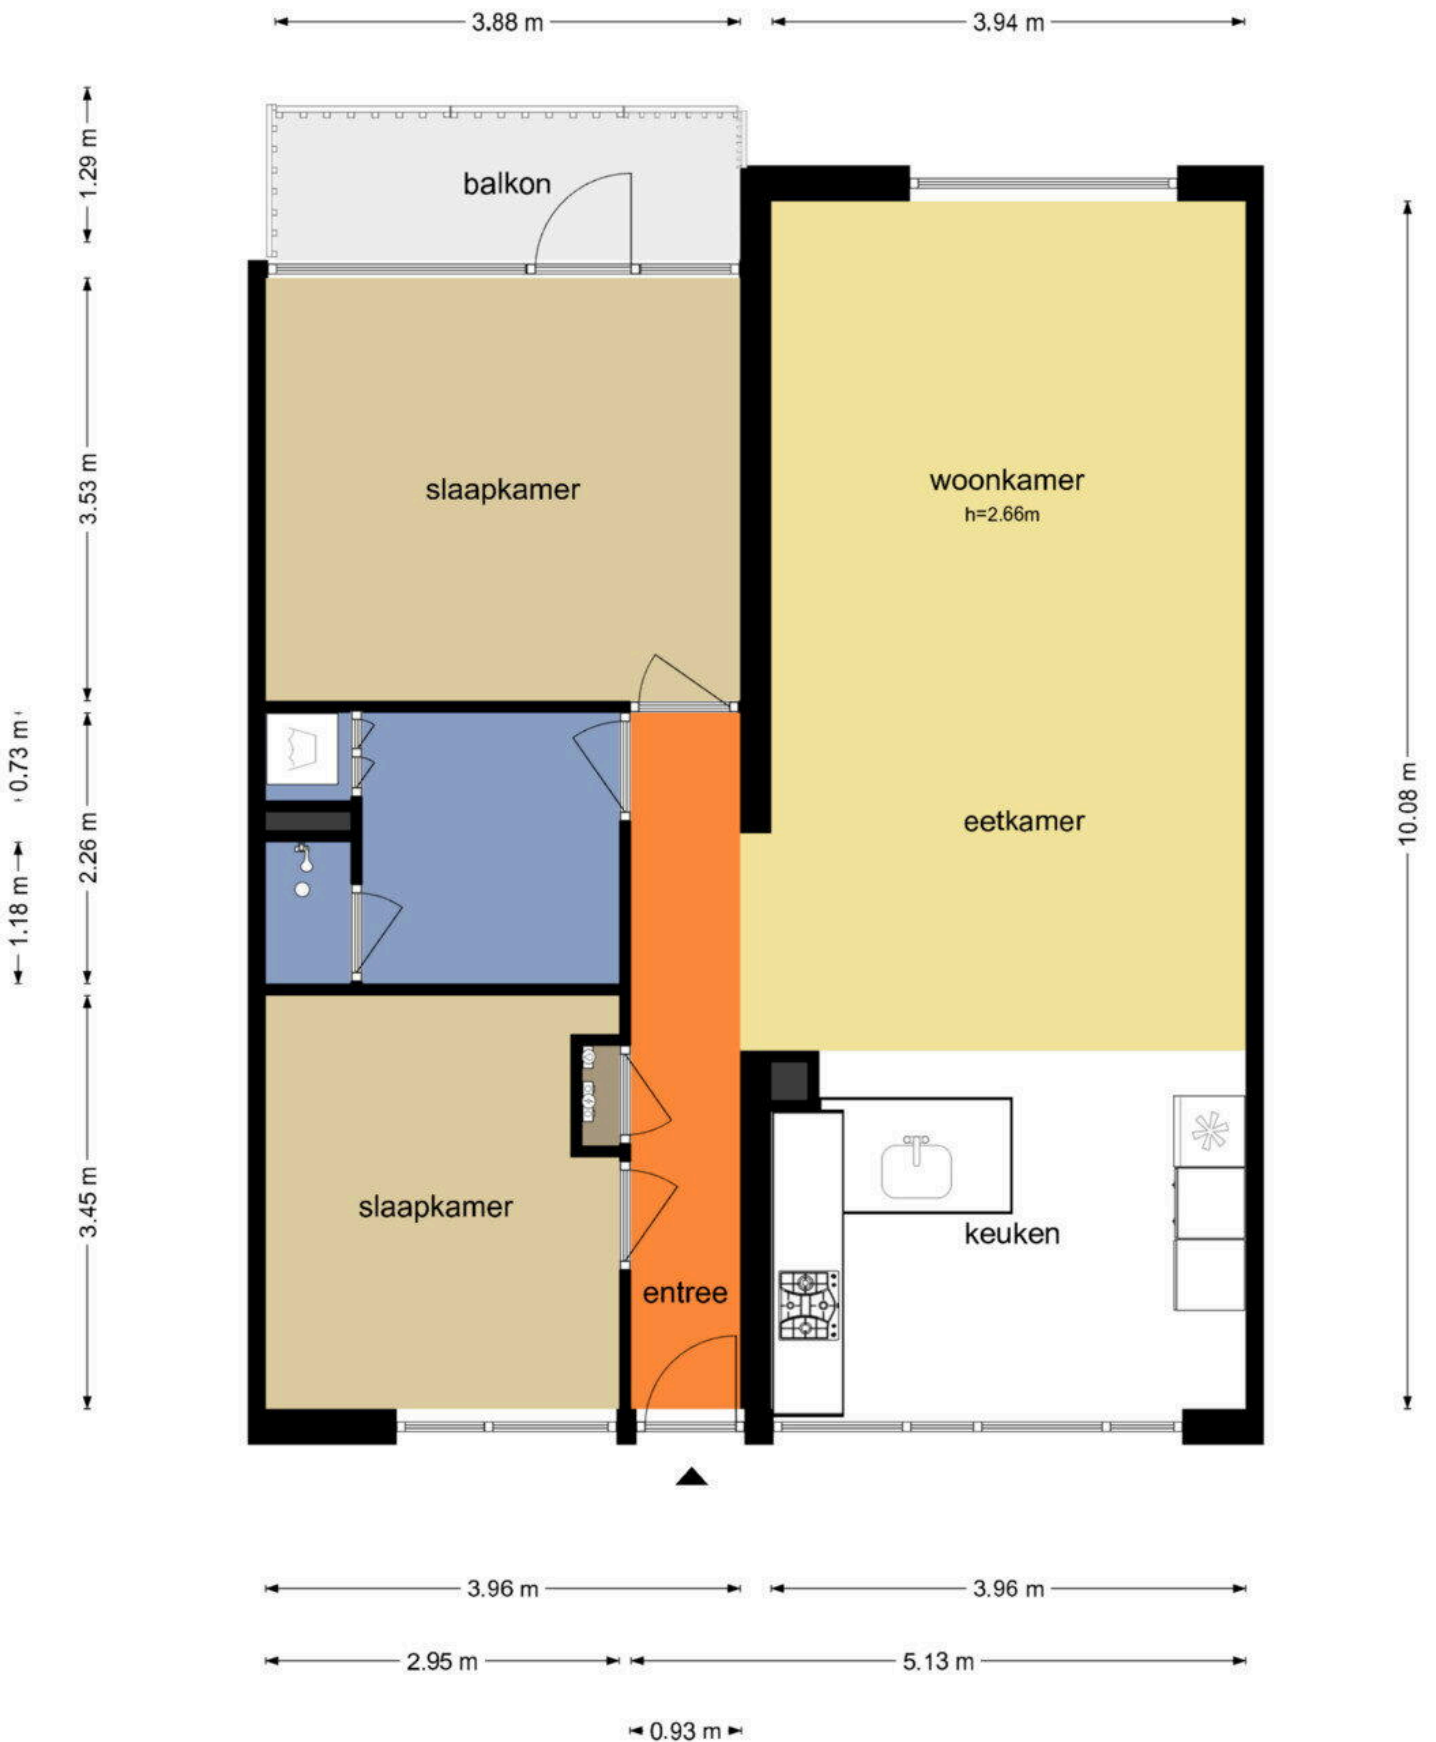 3.88 m
3.94 m
1.29 m
balkon
3.53 m
slaapkamer
woonkamer
h=2.66m
0.73 m
10.08 m
2.26 m
eetkamer
1.18 m
3.45 m
slaapkamer
keuken
entree
3.96 m
3.96 m
2.95 m
5.13 m
0.93 m